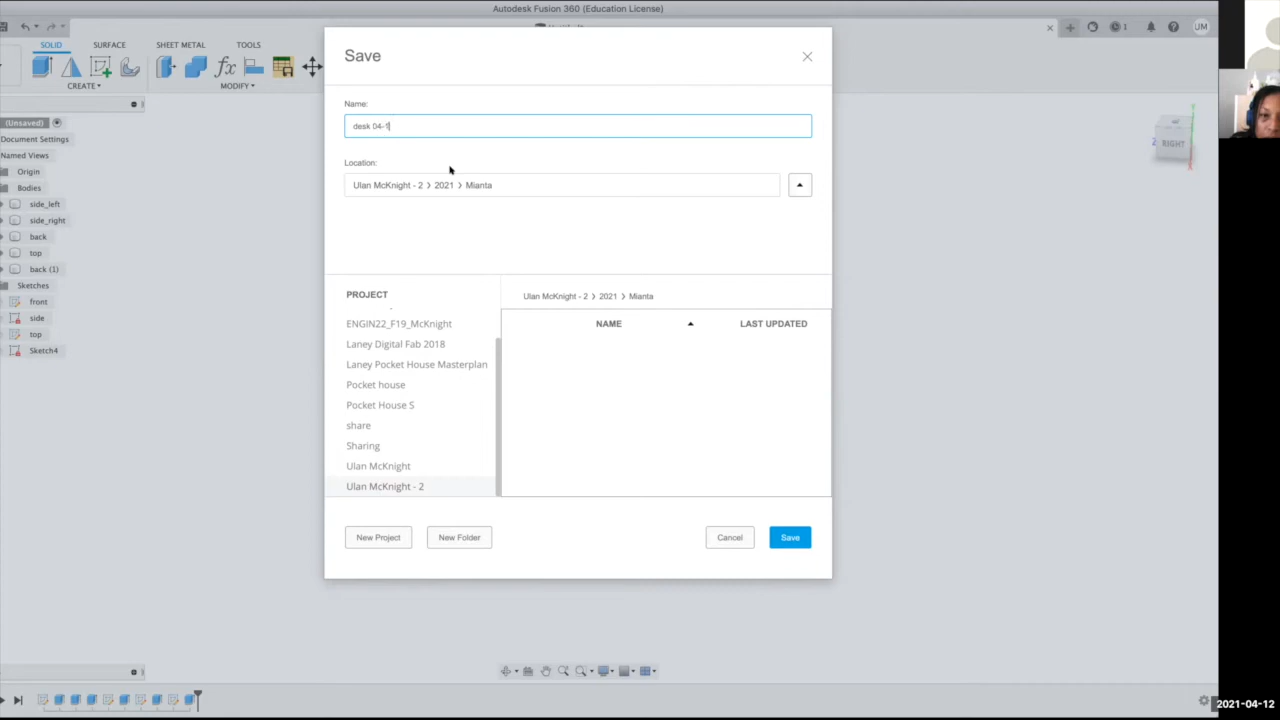 Autodesk Fusion 360 (Education License)
1
UM
SOLID
SURFACE
SHEET METAL
TOOLS
fx
CREATE
MODIFY
Save
Name:
desk 04-1
Location:
Ulan McKnight - 2 > 2021 > Mianta
(Unsaved)
Document Settings
Named Views
Origin
Bodies
side_left
side_right
back
top
back (1)
Sketches
front
side
top
Sketch4
RIGHT
Z
PROJECT
ENGIN22_F19_McKnight
Laney Digital Fab 2018
Laney Pocket House Masterplan
Pocket house
Pocket House S
share
Sharing
Ulan McKnight
Ulan McKnight - 2
Ulan McKnight - 2 > 2021 > Mianta
NAME
LAST UPDATED
New Project
New Folder
Cancel
Save
2021-04-12